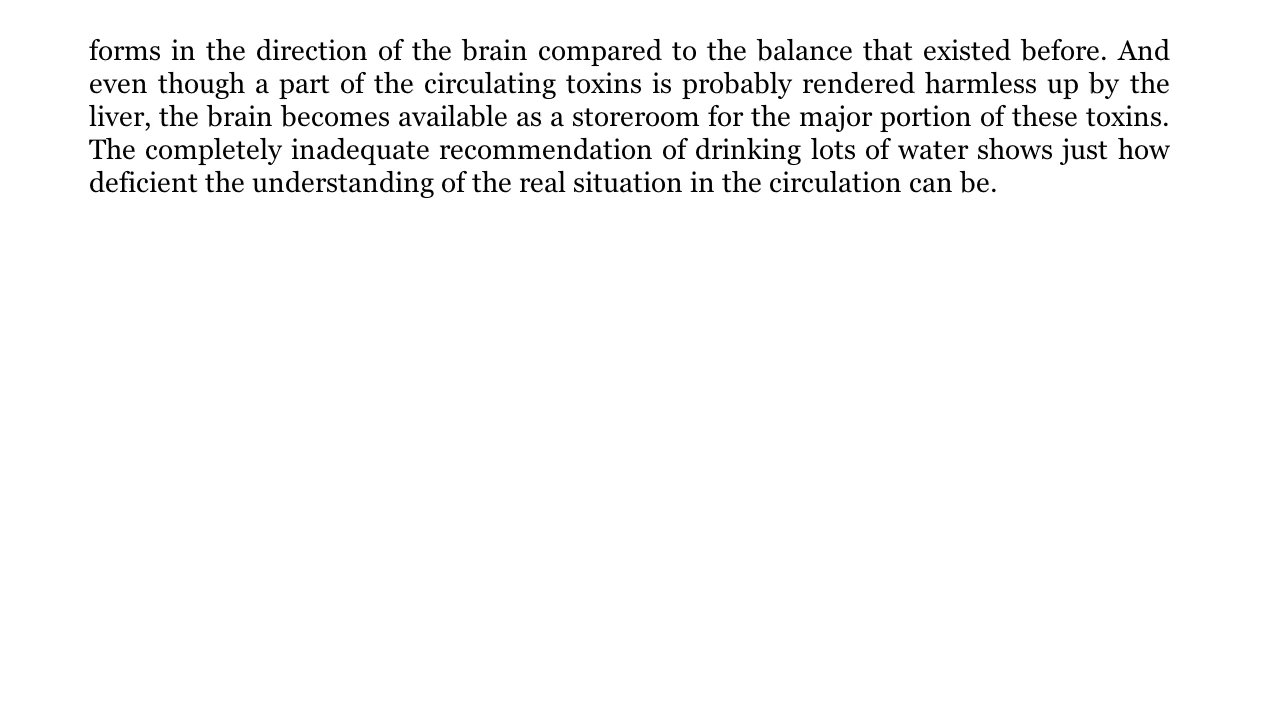 forms in the direction of the brain compared to the balance that existed before. And
even though a part of the circulating toxins is probably rendered harmless up by the
liver, the brain becomes available as a storeroom for the major portion of these toxins.
The completely inadequate recommendation of drinking lots of water shows just how
deficient the understanding of the real situation in the circulation can be.